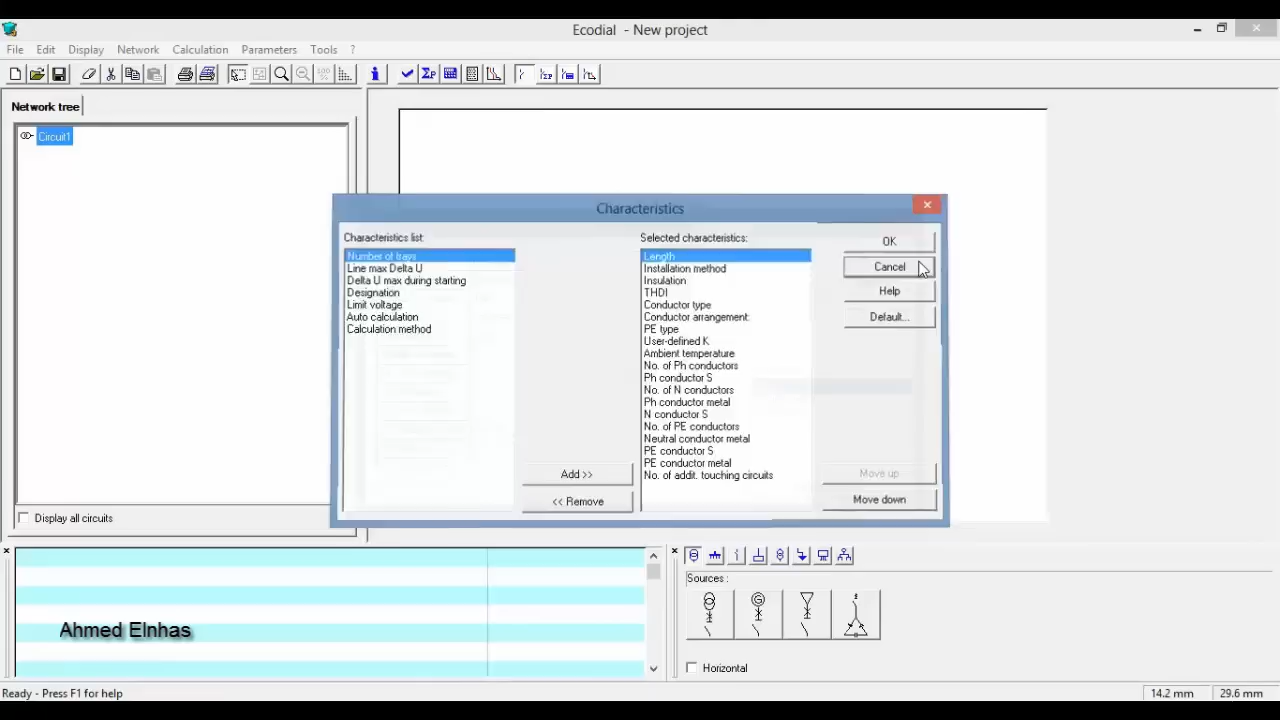 Ecodial - New project
File Edit Display Network Calculation Parameters Tools ?
Network tree
Circuit1
Characteristics
Characteristics list:
Number of trays
Line max Delta U
Delta U max during starting
Designation
Limit voltage
Auto calculation
Calculation method
Add >>
<< Remove
Selected characteristics:
Length
Installation method
Insulation
THDI
Conductor type
Conductor arrangement:
PE type
User-defined K
Ambient temperature
No. of Ph conductors
Ph conductor S
No. of N conductors
Ph conductor metal
N conductor S
No. of PE conductors
Neutral conductor metal
PE conductor S
PE conductor metal
No. of addit. touching circuits
OK
Cancel
Help
Default...
Move up
Move down
Display all circuits
Ahmed Elnhas
Sources :
Horizontal
Ready - Press F1 for help
14.2 mm 29.6 mm